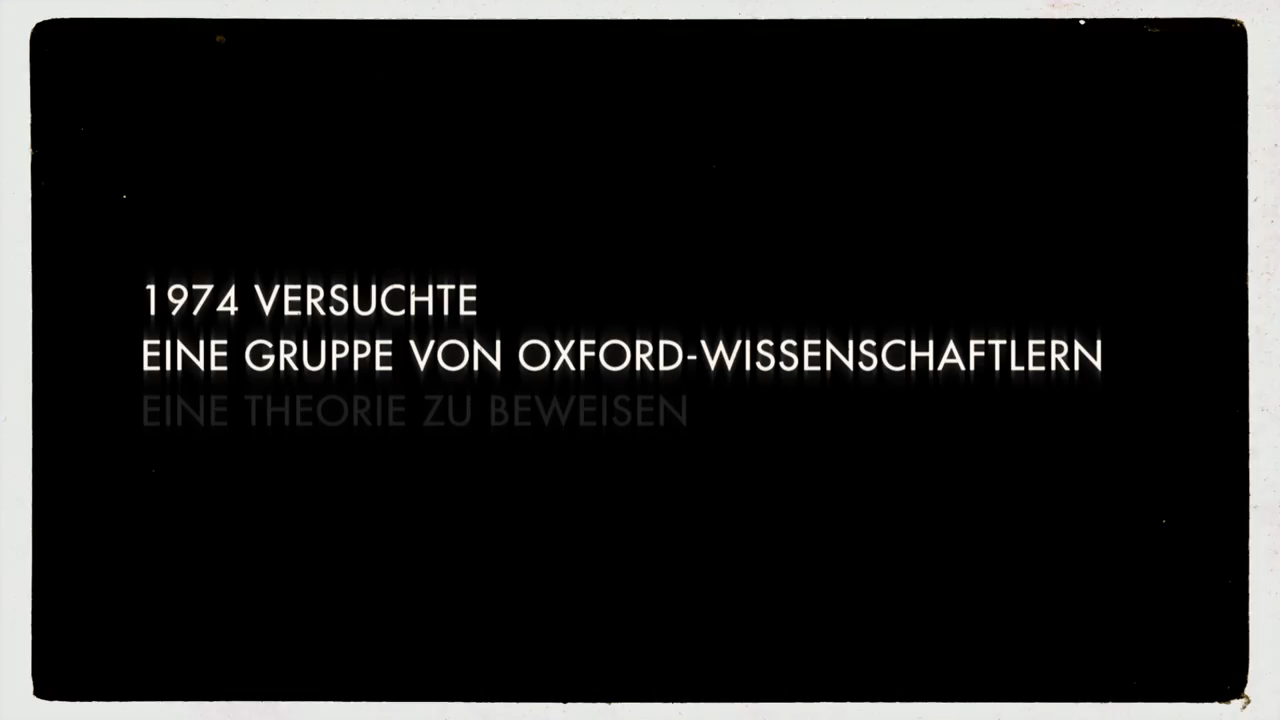 1974 VERSUCHTE
EINE GRUPPE VON OXFORD-WISSENSCHAFTLERN
EINE THEORIE ZU BEWEISEN